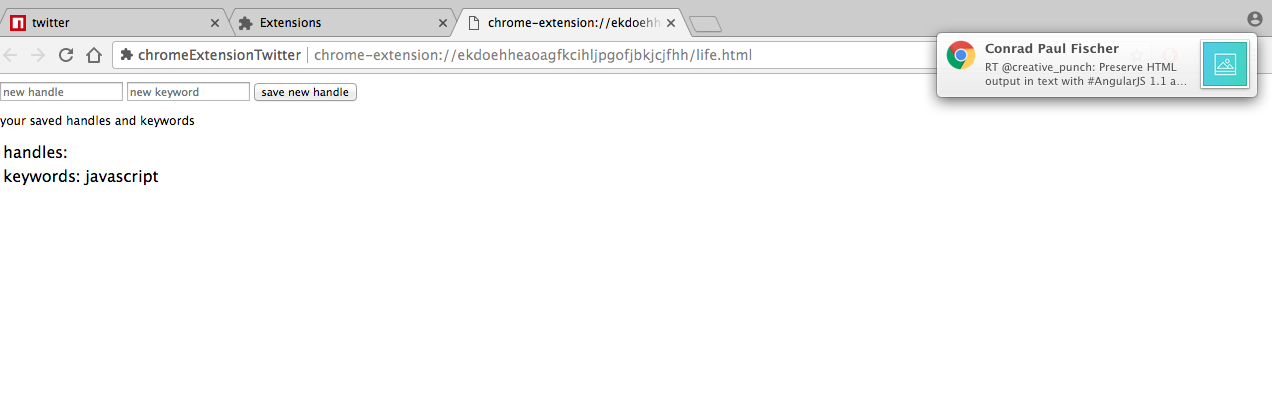 twitter
Extensions
chrome-extension://ekdoehh
chromeExtensionTwitter
chrome-extension://ekdoehheaoagfkcihljpgofjbkjcjfhh/life.html
Conrad Paul Fischer
RT @creative_punch: Preserve HTML
output in text with #AngularJS 1.1 a...
new handle
new keyword
save new handle
your saved handles and keywords
handles:
keywords: javascript